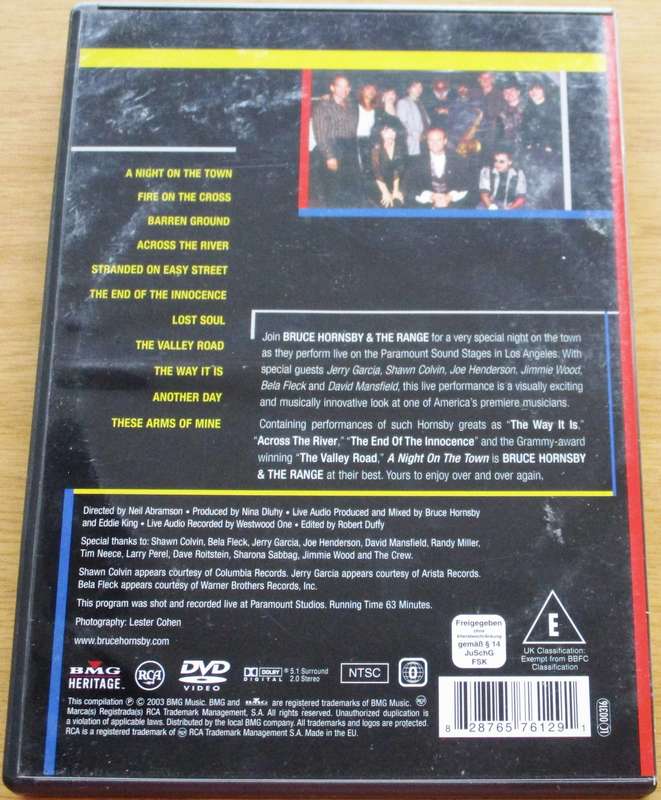 A NIGHT ON THE TOWN
FIRE ON THE CROSS
BARREN GROUND
ACROSS THE RIVER
STRANDED ON EASY STREET
THE END OF THE INNOCENCE
LOST SOUL
THE VALLEY ROAD
THE WAY IT IS
ANOTHER DAY
THESE ARMS OF MINE
Join BRUCE HORNSBY & THE RANGE for a very special night on the town
as they perform live on the Paramount Sound Stages in Los Angeles. With
special guests Jerry Garcia, Shawn Colvin, Joe Henderson, Jimmie Wood,
Bela Fleck and David Mansfield, this live performance is a visually exciting
and musically innovative look at one of America's premiere musicians.
Containing performances of such Hornsby greats as "The Way It Is,"
"Across The River," "The End Of The Innocence" and the Grammy-award
winning "The Valley Road," A Night On The Town is BRUCE HORNSBY
& THE RANGE at their best. Yours to enjoy over and over again.
Directed by Neil Abramson • Produced by Nina Dluhy • Live Audio Produced and Mixed by Bruce Hornsby
and Eddie King • Live Audio Recorded by Westwood One • Edited by Robert Duffy
Special thanks to: Shawn Colvin, Bela Fleck, Jerry Garcia, Joe Henderson, David Mansfield, Randy Miller,
Tim Neece, Larry Perel, Dave Roitstein, Sharona Sabbag, Jimmie Wood and The Crew.
Shawn Colvin appears courtesy of Columbia Records. Jerry Garcia appears courtesy of Arista Records.
Bela Fleck appears courtesy of Warner Brothers Records, Inc.
This program was shot and recorded live at Paramount Studios. Running Time 63 Minutes.
Photography: Lester Cohen
www.brucehornsby.com
Freigegeben
ohne
Altersbeschränkung
gemäß § 14
JuSchG
FSK
E
UK Classification:
Exempt from BBFC
Classification
BMG
HERITAGE™
RCA
DVD
VIDEO
DOLBY
DIGITAL
5.1 Surround
2.0 Stereo
NTSC
0
This compilation ℗ © 2003 BMG Music. BMG and BMG are registered trademarks of BMG Music. RCA
Marca(s) Registrada(s) RCA Trademark Management, S.A. All rights reserved. Unauthorized duplication is
a violation of applicable laws. Distributed by the local BMG company. All trademarks and logos are protected.
RCA is a registered trademark of RCA Trademark Management, S.A. Made in the EU.
8 28765 76129 1
LC 00316